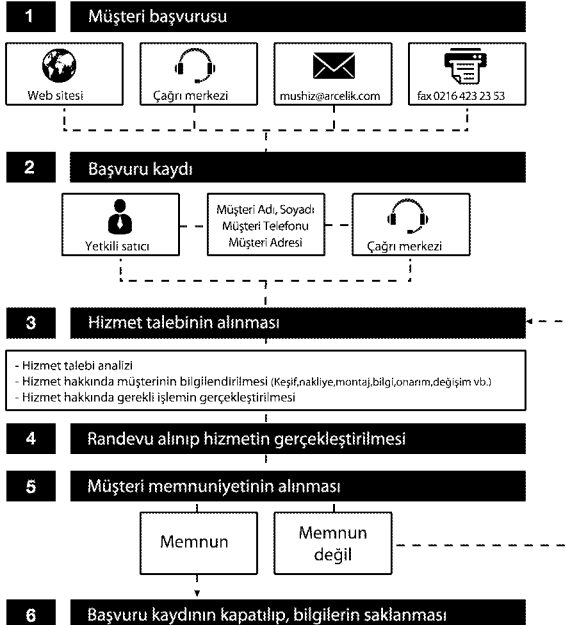 1 Müşteri başvurusu
Web sitesi
Çağrı merkezi
mushiz@arcelik.com
fax 0216 423 23 53
2 Başvuru kaydı
Yetkili satıcı
Müşteri Adı, Soyadı
Müşteri Telefonu
Müşteri Adresi
Çağrı merkezi
3 Hizmet talebinin alınması
- Hizmet talebi analizi
- Hizmet hakkında müşterinin bilgilendirilmesi (Keşif,nakliye,montaj,bilgi,onarım,değişim vb.)
- Hizmet hakkında gerekli işlemin gerçekleştirilmesi
4 Randevu alınıp hizmetin gerçekleştirilmesi
5 Müşteri memnuniyetinin alınması
Memnun
Memnun
değil
6 Başvuru kaydının kapatılıp, bilgilerin saklanması